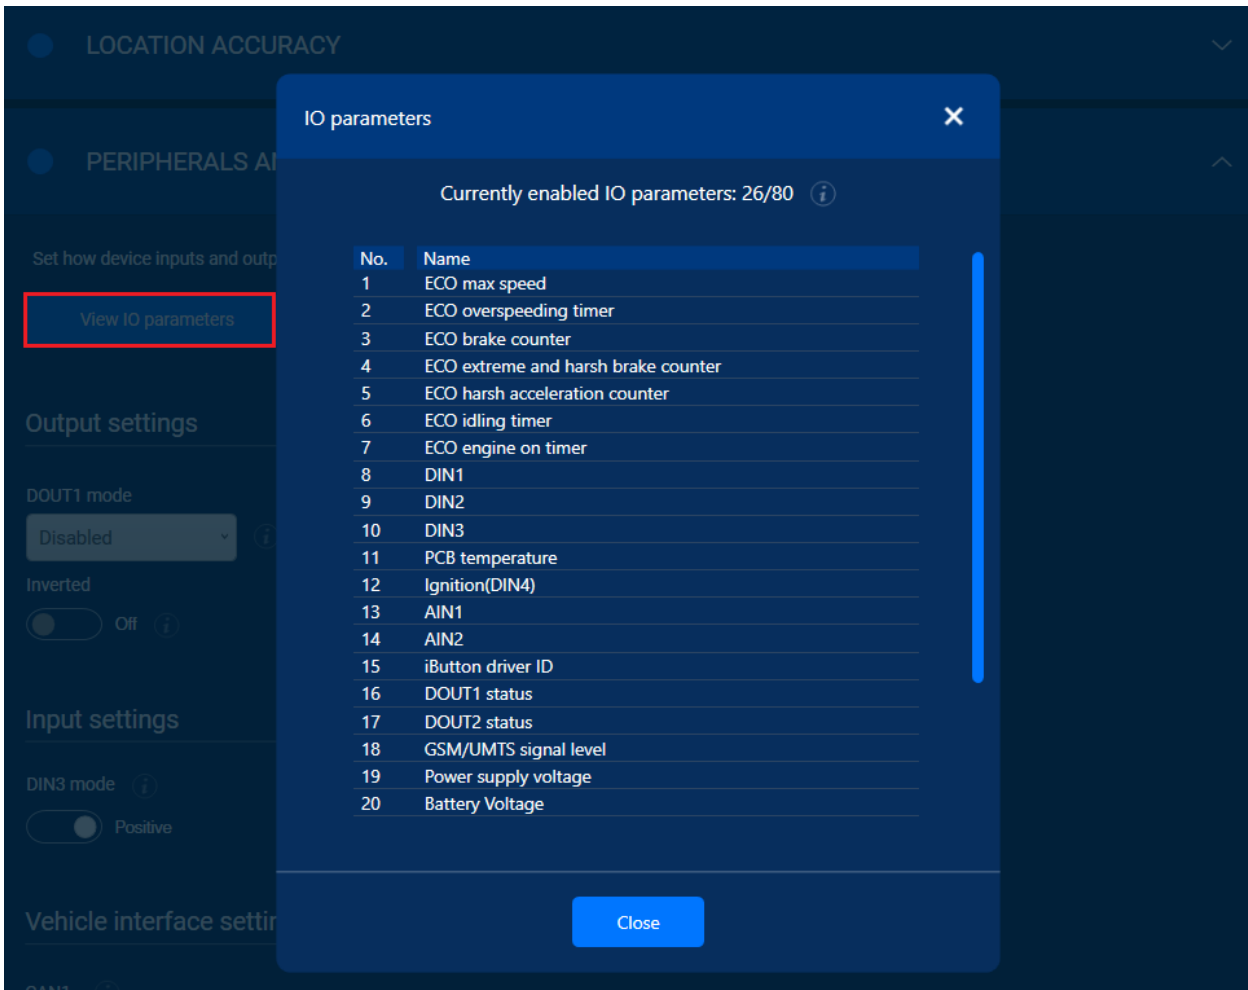 LOCATION ACCURACY
IO parameters
PERIPHERALS AN
Currently enabled IO parameters: 26/80
Set how device inputs and outp
View IO parameters
No. Name
1 ECO max speed
2 ECO overspeeding timer
3 ECO brake counter
4 ECO extreme and harsh brake counter
5 ECO harsh acceleration counter
6 ECO idling timer
7 ECO engine on timer
8 DIN1
9 DIN2
10 DIN3
11 PCB temperature
12 Ignition(DIN4)
13 AIN1
14 AIN2
15 iButton driver ID
16 DOUT1 status
17 DOUT2 status
18 GSM/UMTS signal level
19 Power supply voltage
20 Battery Voltage
Output settings
DOUT1 mode
Disabled
Inverted
Off
Input settings
DIN3 mode
Positive
Vehicle interface settin
CAN1
Close